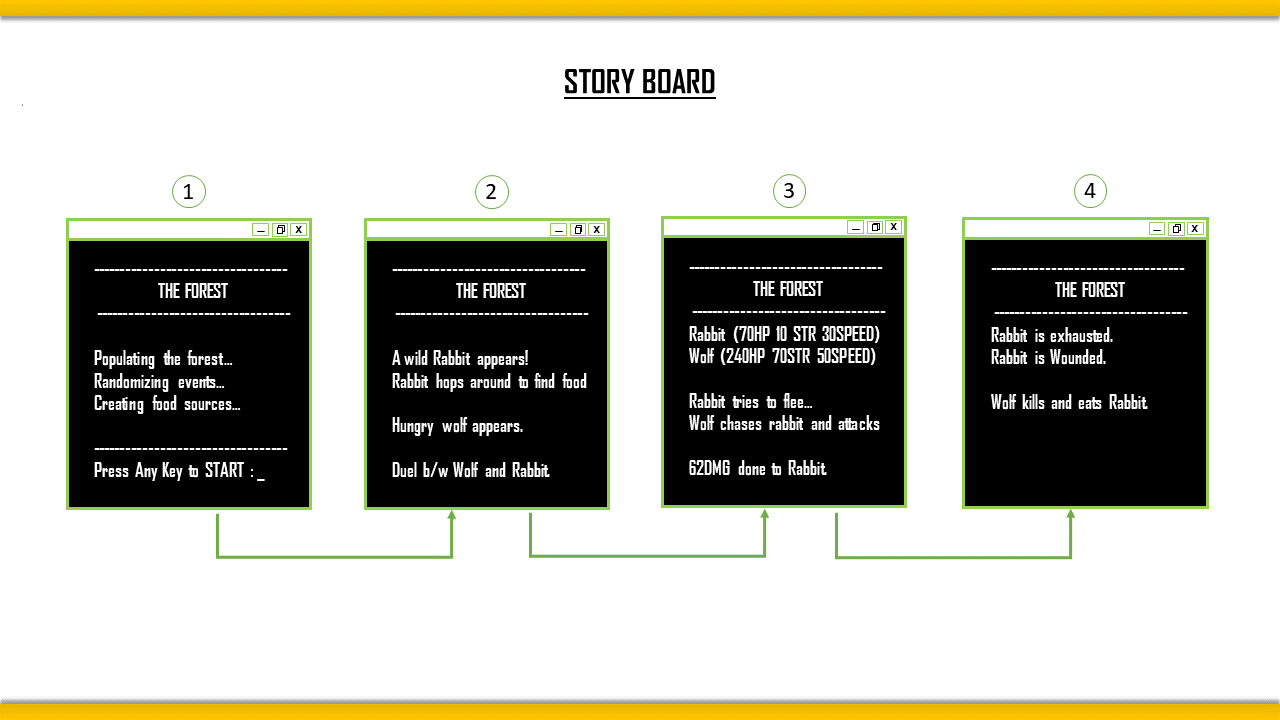 STORY BOARD
1
THE FOREST
Populating the forest...
Randomizing events...
Creating food sources...
Press Any Key to START : _
2
THE FOREST
A wild Rabbit appears!
Rabbit hops around to find food
Hungry wolf appears.
Duel b/w Wolf and Rabbit.
3
THE FOREST
Rabbit (70HP 10 STR 30SPEED)
Wolf (240HP 70STR 50SPEED)
Rabbit tries to flee...
Wolf chases rabbit and attacks
62DMG done to Rabbit.
4
THE FOREST
Rabbit is exhausted.
Rabbit is Wounded.
Wolf kills and eats Rabbit.